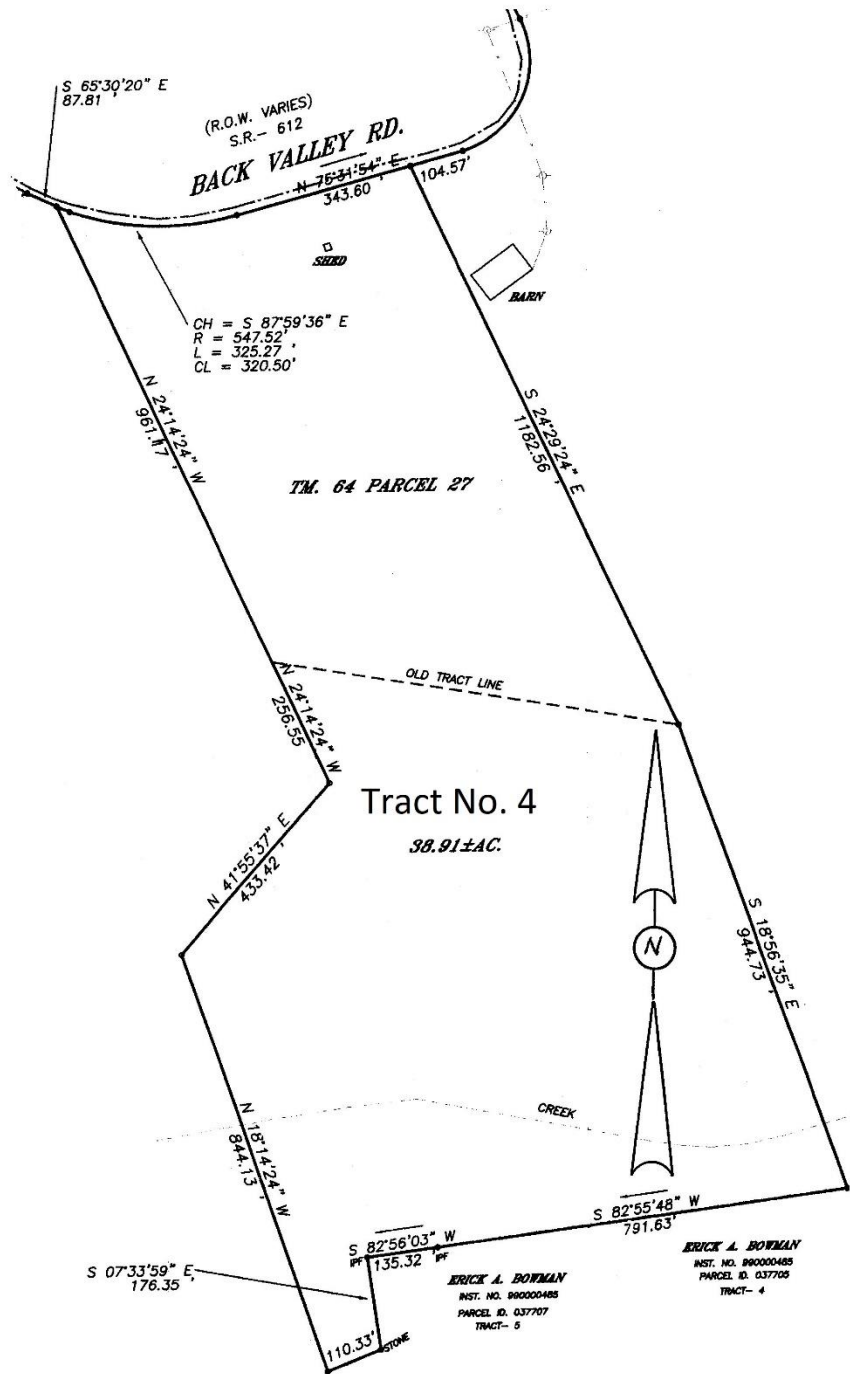 S 65°30'20" E
87.81 '
(R.O.W. VARIES)
S.R.- 612
BACK VALLEY RD.
N 75°31'54" E
343.60 '
104.57'
SHED
BARN
CH = S 87°59'36" E
R = 547.52'
L = 325.27 '
CL = 320.50'
N 24°14'24" W
961.17 '
S 24°29'24" E
1182.56 '
TM. 64 PARCEL 27
OLD TRACT LINE
N 24°14'24" W
256.55 '
Tract No. 4
38.91±AC.
N 41°55'37" E
433.42 '
N
S 18°56'35" E
944.73 '
CREEK
N 18°14'24" W
844.13 '
S 82°55'48" W
791.63'
S 82°56'03" W
135.32 '
IPF
IPF
S 07°33'59" E
176.35 '
ERICK A. BOWMAN
INST. NO. 990000485
PARCEL ID. 037705
TRACT- 4
ERICK A. BOWMAN
INST. NO. 990000485
PARCEL ID. 037707
TRACT- 5
110.33'
STONE